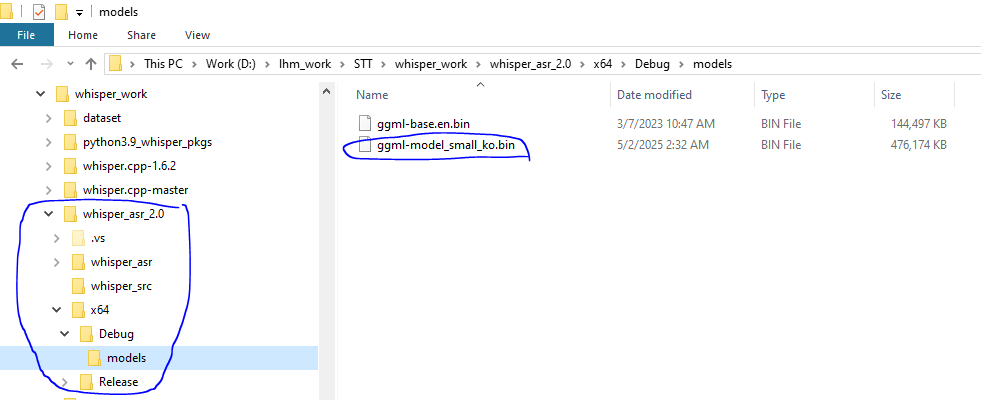 models
File Home Share View
This PC > Work (D:) > lhm_work > STT > whisper_work > whisper_asr_2.0 > x64 > Debug > models
whisper_work
dataset
python3.9_whisper_pkgs
whisper.cpp-1.6.2
whisper.cpp-master
whisper_asr_2.0
.vs
whisper_asr
whisper_src
x64
Debug
models
Release
Name Date modified Type Size
ggml-base.en.bin 3/7/2023 10:47 AM BIN File 144,497 KB
ggml-model_small_ko.bin 5/2/2025 2:32 AM BIN File 476,174 KB